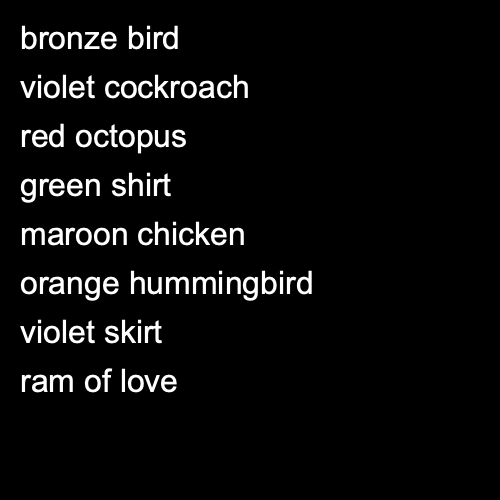 bronze bird
violet cockroach
red octopus
green shirt
maroon chicken
orange hummingbird
violet skirt
ram of love